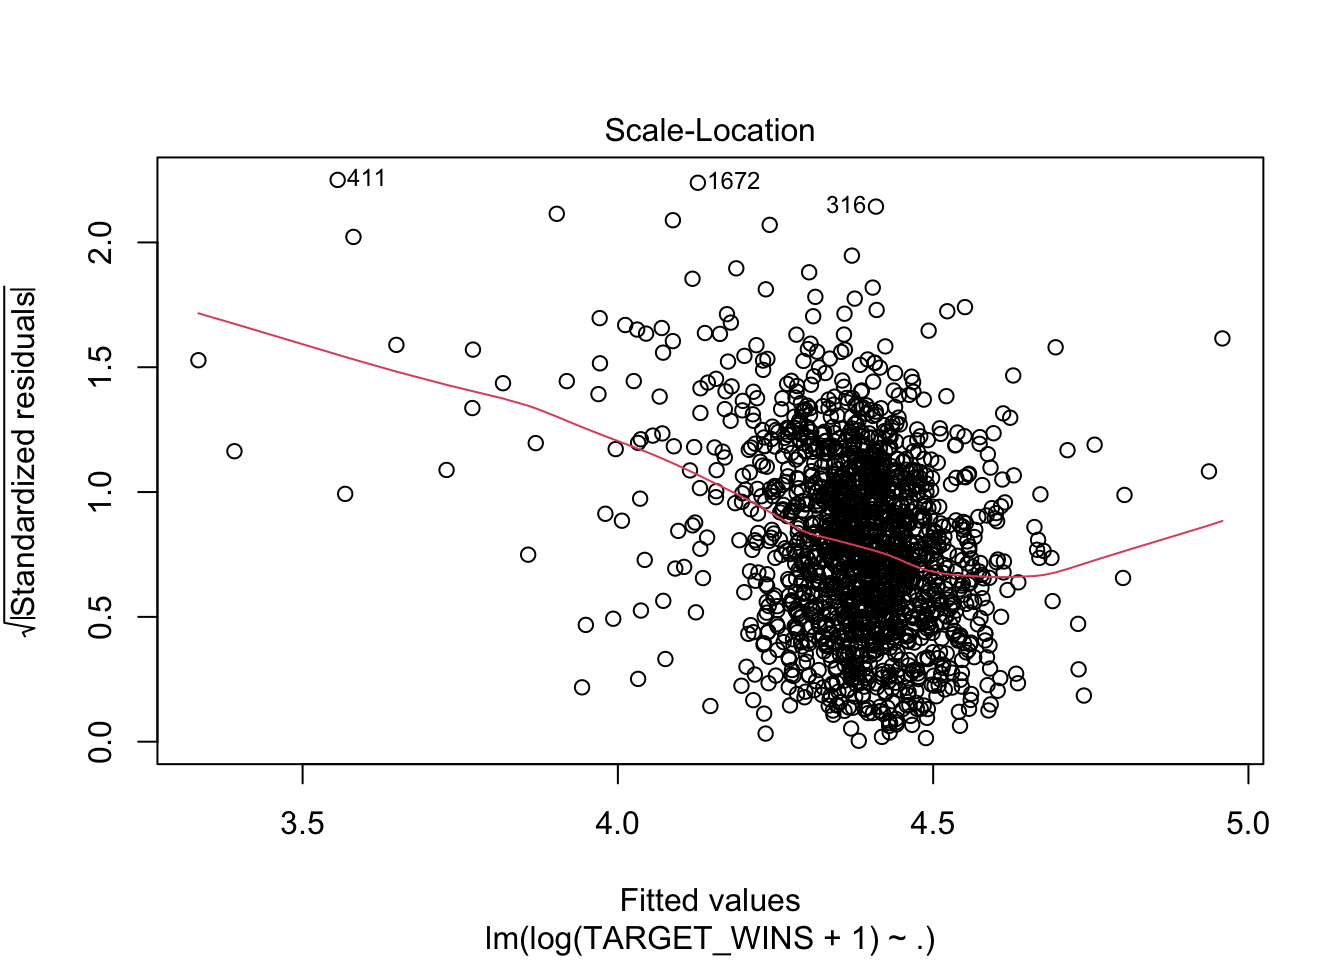 Scale-Location
411
1672
316
√|Standardized residuals|
2.0
1.5
1.0
0.5
0.0
3.5 4.0 4.5 5.0
Fitted values
lm(log(TARGET_WINS + 1) ~ .)